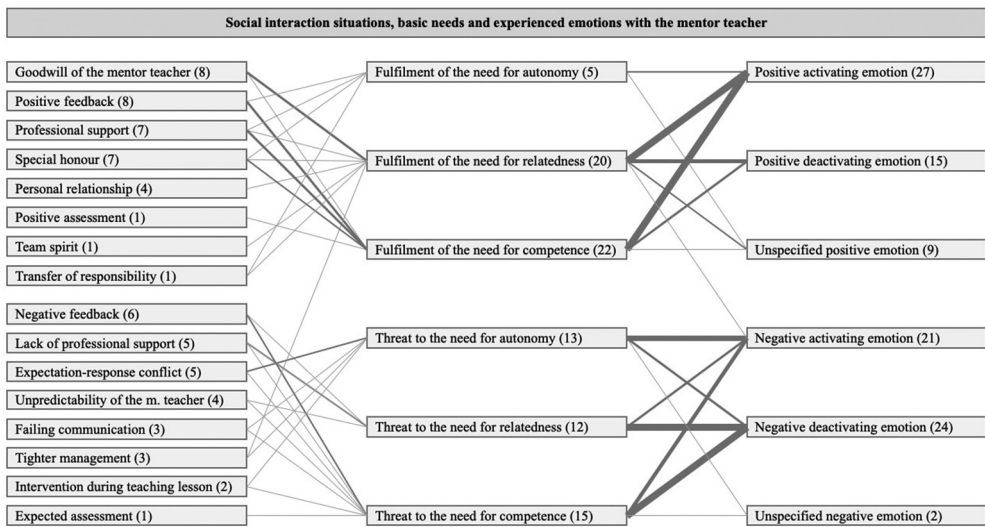 Social interaction situations, basic needs and experienced emotions with the mentor teacher
Goodwill of the mentor teacher (8)
Positive feedback (8)
Professional support (7)
Special honour (7)
Personal relationship (4)
Positive assessment (1)
Team spirit (1)
Transfer of responsibility (1)
Negative feedback (6)
Lack of professional support (5)
Expectation-response conflict (5)
Unpredictability of the m. teacher (4)
Failing communication (3)
Tighter management (3)
Intervention during teaching lesson (2)
Expected assessment (1)
Fulfilment of the need for autonomy (5)
Fulfilment of the need for relatedness (20)
Fulfilment of the need for competence (22)
Threat to the need for autonomy (13)
Threat to the need for relatedness (12)
Threat to the need for competence (15)
Positive activating emotion (27)
Positive deactivating emotion (15)
Unspecified positive emotion (9)
Negative activating emotion (21)
Negative deactivating emotion (24)
Unspecified negative emotion (2)